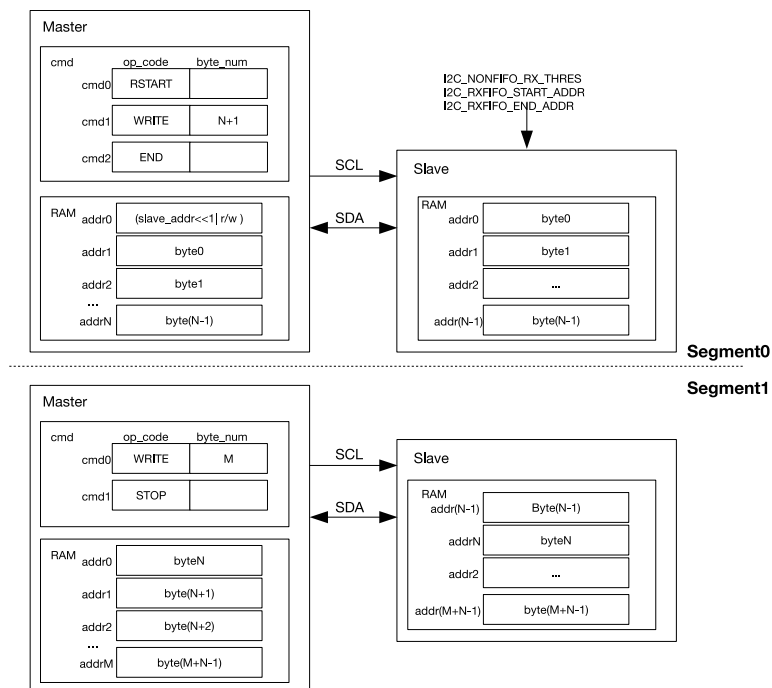 Master
cmd op_code byte_num
cmd0 RSTART
cmd1 WRITE N+1
cmd2 END
RAM
addr0 (slave_addr<<1| r/w )
addr1 byte0
addr2 byte1
...
addrN byte(N-1)
SCL
SDA
I2C_NONFIFO_RX_THRES
I2C_RXFIFO_START_ADDR
I2C_RXFIFO_END_ADDR
Slave
RAM
addr0 byte0
addr1 byte1
addr2 ...
addr(N-1) byte(N-1)
Segment0
Segment1
Master
cmd op_code byte_num
cmd0 WRITE M
cmd1 STOP
RAM
addr0 byteN
addr1 byte(N+1)
addr2 byte(N+2)
...
addrM byte(M+N-1)
SCL
SDA
Slave
RAM
addr(N-1) Byte(N-1)
addrN byteN
addr2 ...
addr(M+N-1) byte(M+N-1)